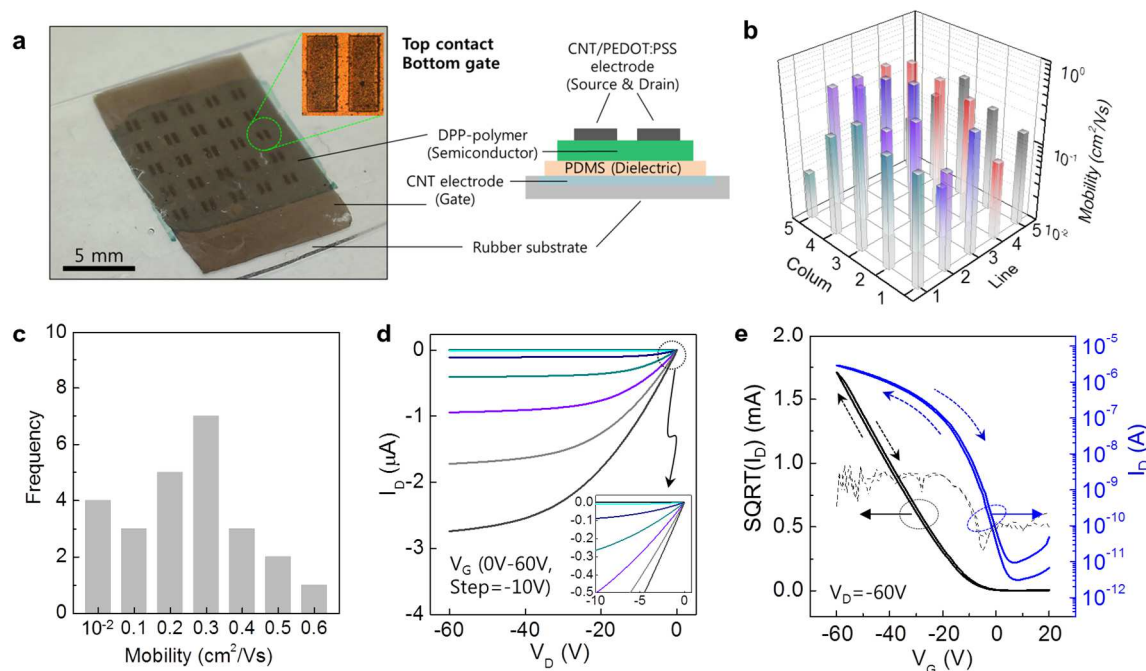 a
Top contact
Bottom gate
CNT/PEDOT:PSS
electrode
(Source & Drain)
DPP-polymer
(Semiconductor)
PDMS (Dielectric)
CNT electrode
(Gate)
Rubber substrate
5 mm
b
10⁰
10⁻¹
10⁻²
Mobility (cm²/Vs)
5
4
3
2
1
Colum
1
2
3
4
5
Line
c
10
8
6
4
2
0
Frequency
10⁻² 0.1 0.2 0.3 0.4 0.5 0.6
Mobility (cm²/Vs)
d
0
-1
-2
-3
-4
I_D (μA)
V_G (0V-60V,
Step=-10V)
0.0
-0.1
-0.2
-0.3
-0.4
-0.5
-10 -5 0
-60 -40 -20 0
V_D (V)
e
2.0
1.5
1.0
0.5
0.0
SQRT(I_D) (mA)
10⁻⁵
10⁻⁶
10⁻⁷
10⁻⁸
10⁻⁹
10⁻¹⁰
10⁻¹¹
10⁻¹²
I_D (A)
V_D=-60V
-60 -40 -20 0 20
V_G (V)